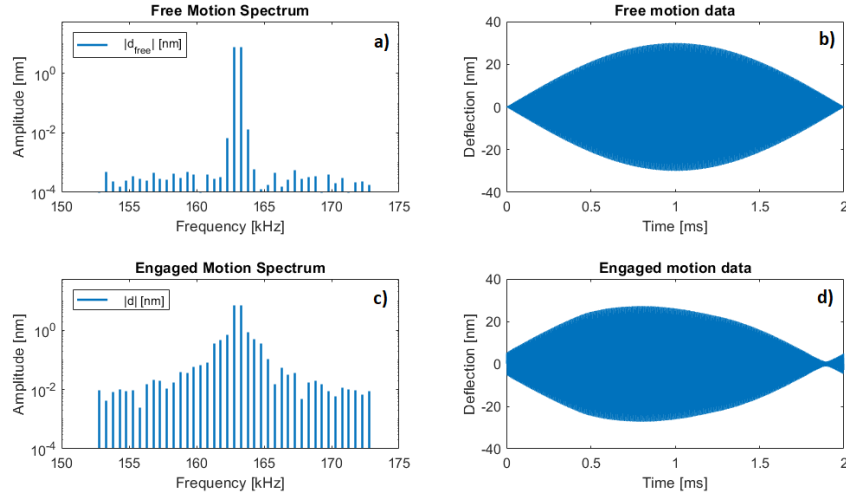 Free Motion Spectrum
a)
|d_free| [nm]
Amplitude [nm]
10^0
10^-2
10^-4
150 155 160 165 170 175
Frequency [kHz]
Free motion data
b)
Deflection [nm]
40
20
0
-20
-40
0 0.5 1 1.5 2
Time [ms]
Engaged Motion Spectrum
c)
|d| [nm]
Amplitude [nm]
10^0
10^-2
10^-4
150 155 160 165 170 175
Frequency [kHz]
Engaged motion data
d)
Deflection [nm]
40
20
0
-20
-40
0 0.5 1 1.5 2
Time [ms]